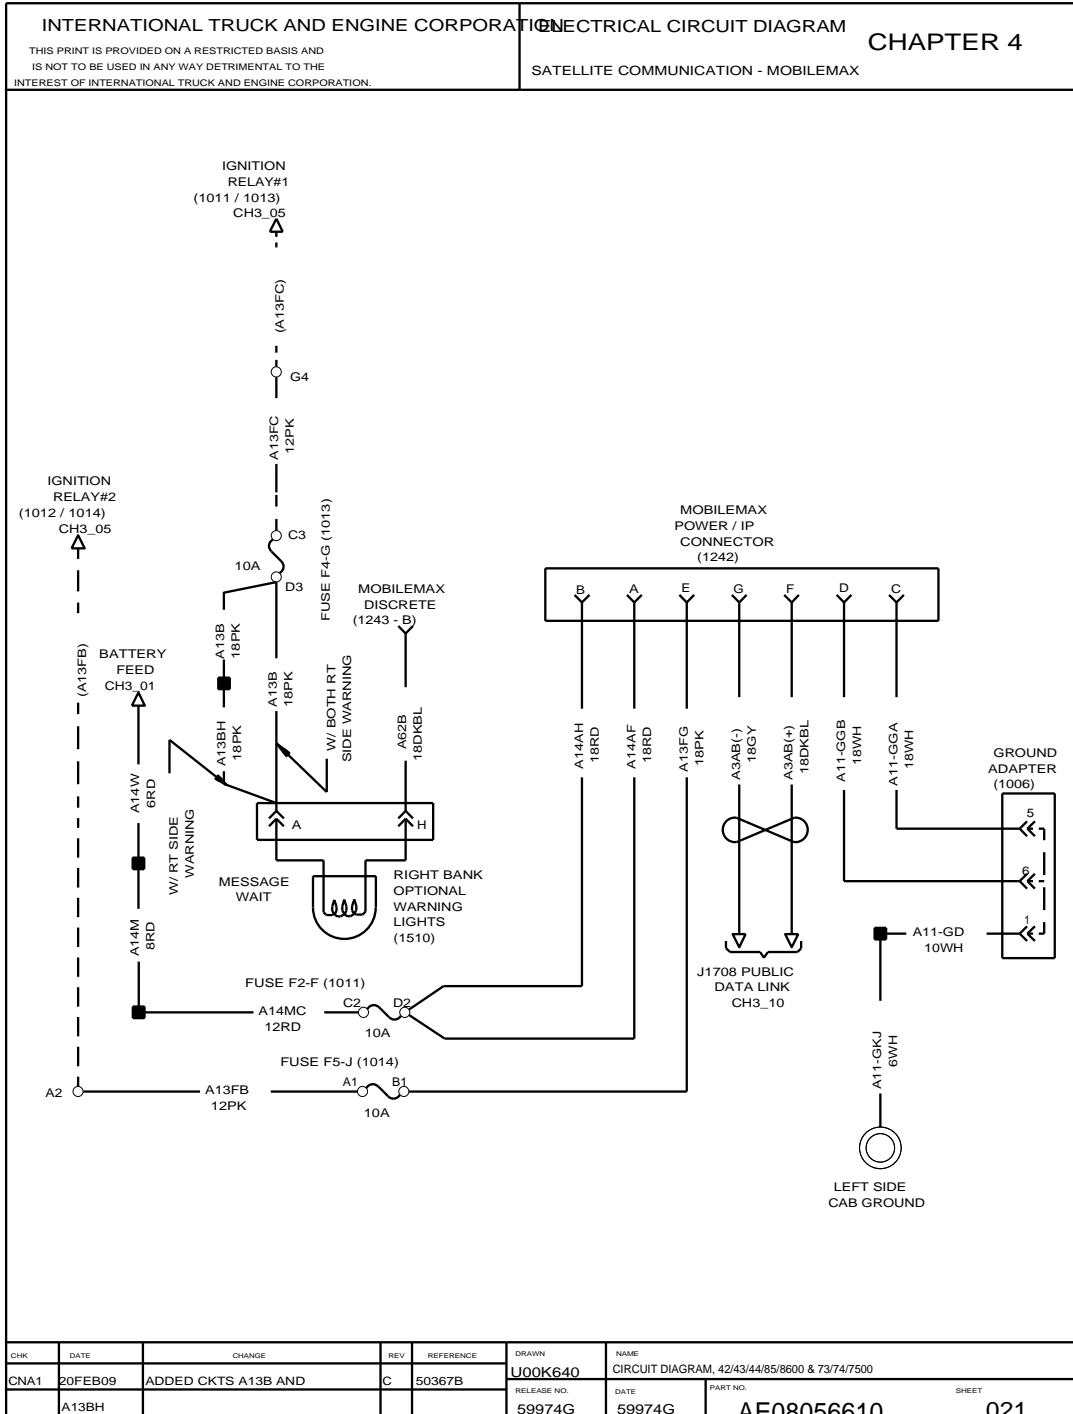 INTERNATIONAL TRUCK AND ENGINE CORPORATION
THIS PRINT IS PROVIDED ON A RESTRICTED BASIS AND
IS NOT TO BE USED IN ANY WAY DETRIMENTAL TO THE
INTEREST OF INTERNATIONAL TRUCK AND ENGINE CORPORATION.
ELECTRICAL CIRCUIT DIAGRAM
SATELLITE COMMUNICATION - MOBILEMAX
CHAPTER 4
IGNITION
RELAY#1
(1011 / 1013)
CH3_05
(A13FC)
G4
A13FC
12PK
IGNITION
RELAY#2
(1012 / 1014)
CH3_05
C3
10A
D3
FUSE F4-G (1013)
MOBILEMAX
POWER / IP
CONNECTOR
(1242)
B
A
E
G
F
D
C
MOBILEMAX
DISCRETE
(1243 - B)
A13B
18PK
(A13FB)
BATTERY
FEED
CH3_01
A13B
18PK
W/ BOTH RT
SIDE WARNING
A62B
18DKBL
A13BH
18PK
A14W
6RD
W/ RT SIDE
WARNING
A14AH
18RD
A14AF
18RD
A13FG
18PK
A3AB(-)
18GY
A3AB(+)
18DKBL
A11-GGB
18WH
A11-GGA
18WH
GROUND
ADAPTER
(1006)
5
6
1
A
H
MESSAGE
WAIT
RIGHT BANK
OPTIONAL
WARNING
LIGHTS
(1510)
A14M
8RD
A11-GD
10WH
J1708 PUBLIC
DATA LINK
CH3_10
FUSE F2-F (1011)
A14MC
12RD
C2
D2
10A
FUSE F5-J (1014)
A2
A13FB
12PK
A1
B1
10A
A11-GKJ
6WH
LEFT SIDE
CAB GROUND
CHK
DATE
CHANGE
REV
REFERENCE
DRAWN
NAME
CNA1
20FEB09
ADDED CKTS A13B AND
C
50367B
U00K640
CIRCUIT DIAGRAM, 42/43/44/85/8600 & 73/74/7500
A13BH
RELEASE NO.
59974G
DATE
59974G
PART NO.
AE08056610
SHEET
021